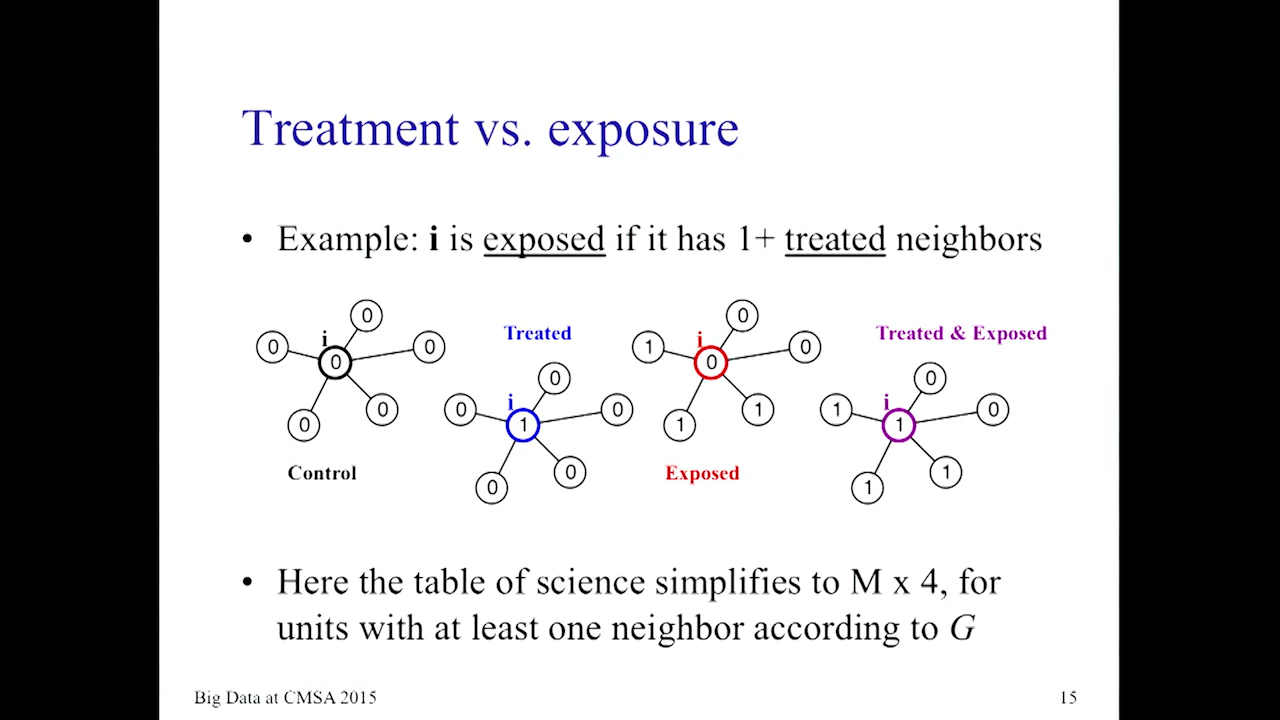 Treatment vs. exposure
• Example: i is exposed if it has 1+ treated neighbors
0
i
0
0
0
0
0
Control
Treated
0
i
0
0
1
0
0
0
i
1
0
0
1
1
Exposed
Treated & Exposed
0
i
1
0
1
1
1
• Here the table of science simplifies to M x 4, for
units with at least one neighbor according to G
Big Data at CMSA 2015
15